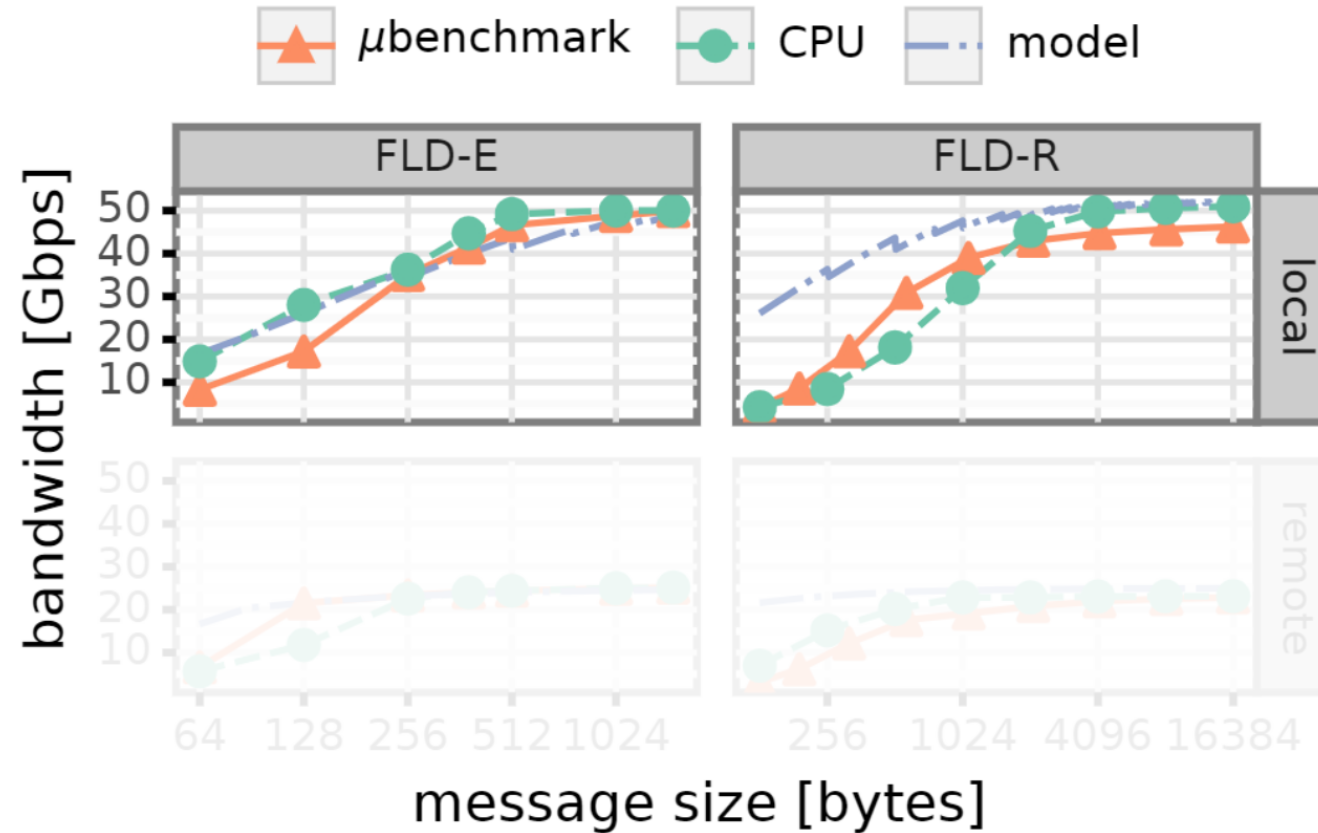 μbenchmark CPU model
FLD-E FLD-R
bandwidth [Gbps]
50
40
30
20
10
local
50
40
30
20
10
remote
64 128 256 512 1024 256 1024 4096 16384
message size [bytes]